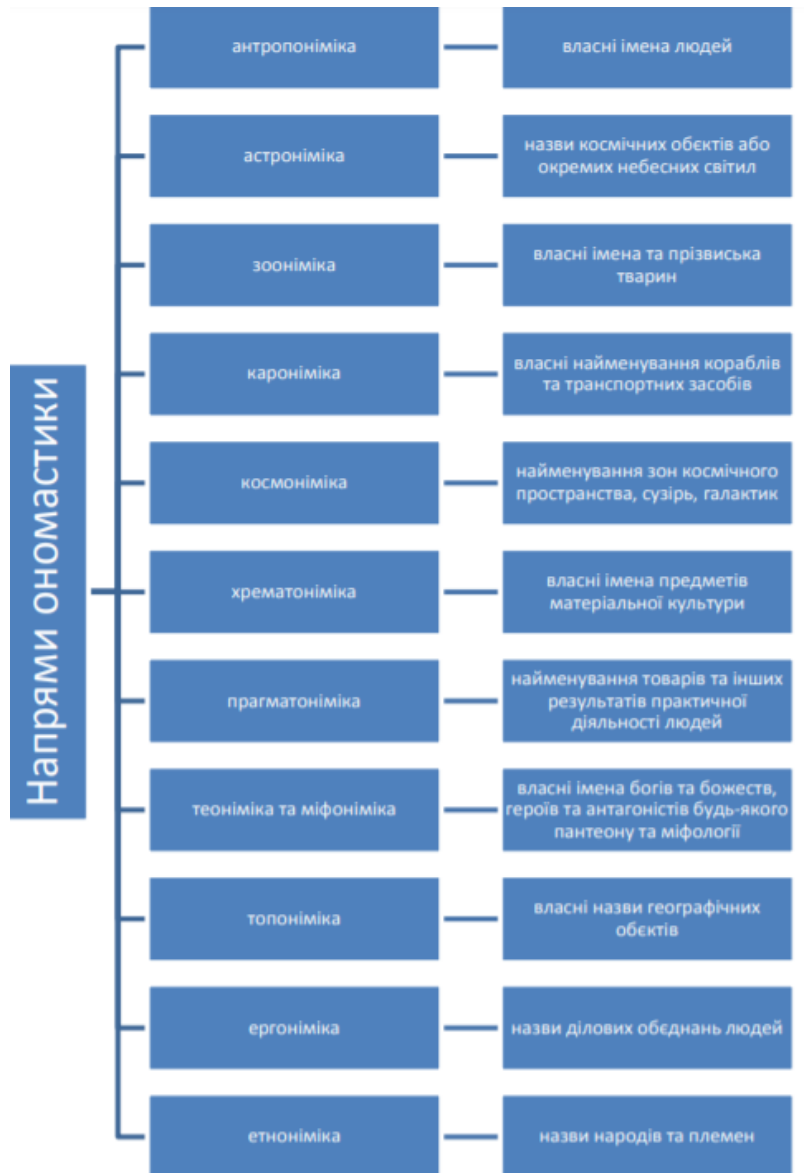 Напрями ономастики
антропоніміка
власні імена людей
астроніміка
назви космічних обєктів або
окремих небесних світил
зооніміка
власні імена та прізвиська
тварин
кароніміка
власні найменування кораблів
та транспортних засобів
космоніміка
найменування зон космічного
пространства, сузірь, галактик
хрематоніміка
власні імена предметів
матеріальної культури
прагматоніміка
найменування товарів та інших
результатів практичної
діяльності людей
теоніміка та міфоніміка
власні імена богів та божеств,
героїв та антагоністів будь-якого
пантеону та міфології
топоніміка
власні назви географічних
обєктів
ергоніміка
назви ділових обєднань людей
етноніміка
назви народів та племен